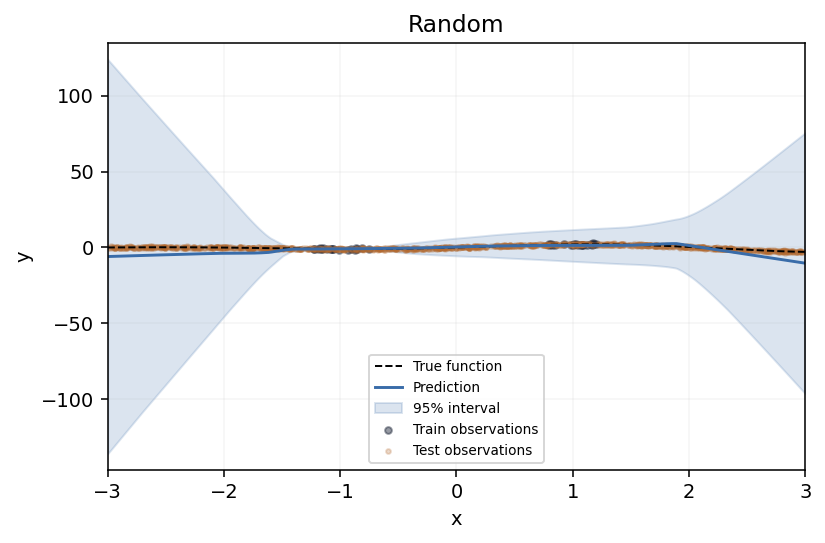 Random
100
50
0
−50
−100
y
−3
−2
−1
0
1
2
3
x
True function
Prediction
95% interval
Train observations
Test observations